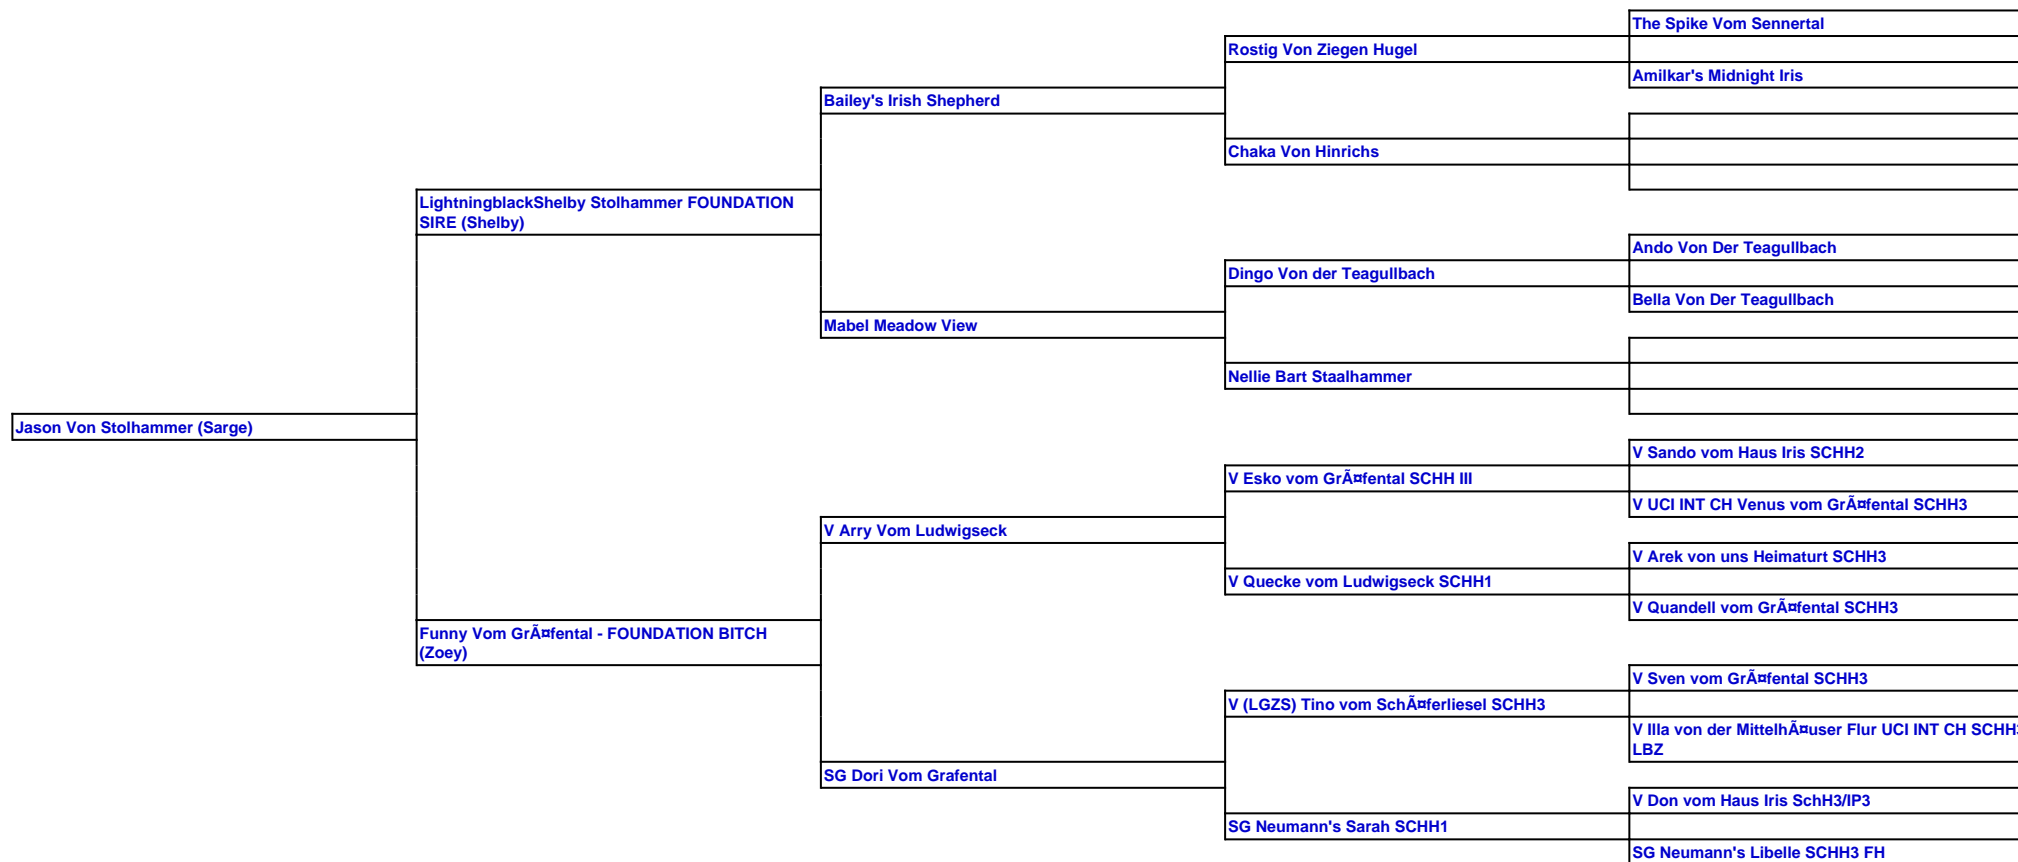 The Spike Vom Sennertal
Rostig Von Ziegen Hugel
Amilkar's Midnight Iris
Bailey's Irish Shepherd
Chaka Von Hinrichs
LightningblackShelby Stolhammer FOUNDATION
SIRE (Shelby)
Ando Von Der Teagullbach
Dingo Von der Teagullbach
Bella Von Der Teagullbach
Mabel Meadow View
Nellie Bart Staalhammer
Jason Von Stolhammer (Sarge)
V Sando vom Haus Iris SCHH2
V Esko vom GrÃ¤fental SCHH III
V UCI INT CH Venus vom GrÃ¤fental SCHH3
V Arry Vom Ludwigseck
V Arek von uns Heimaturt SCHH3
V Quecke vom Ludwigseck SCHH1
V Quandell vom GrÃ¤fental SCHH3
Funny Vom GrÃ¤fental - FOUNDATION BITCH
(Zoey)
V Sven vom GrÃ¤fental SCHH3
V (LGZS) Tino vom SchÃ¤ferliesel SCHH3
V Illa von der MittelhÃ¤user Flur UCI INT CH SCHH3
LBZ
SG Dori Vom Grafental
V Don vom Haus Iris SchH3/IP3
SG Neumann's Sarah SCHH1
SG Neumann's Libelle SCHH3 FH